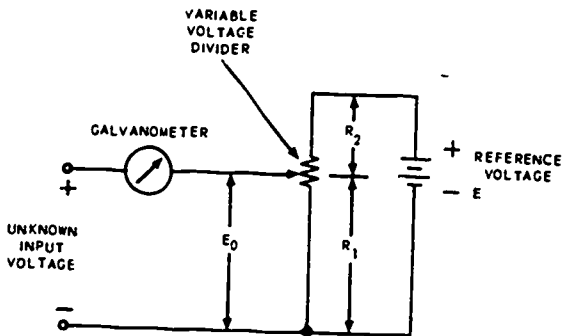 VARIABLE
VOLTAGE
DIVIDER
-
GALVANOMETER
R2
+
+
REFERENCE
VOLTAGE
- E
UNKNOWN
INPUT
VOLTAGE
E0
R1
-